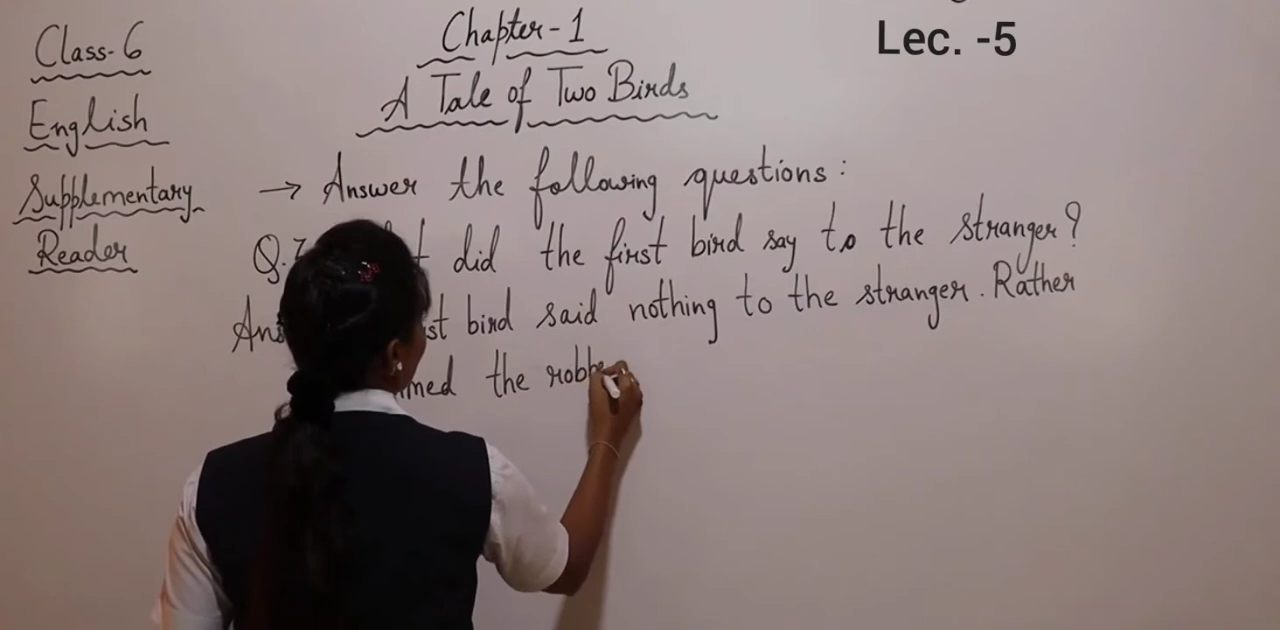 Lec. -5
Class-6
English
Supplementary
Reader
Chapter-1
A Tale of Two Birds
→ Answer the following questions:
Q. did the first bird say to the stranger?
Ans bird said nothing to the stranger. Rather
the